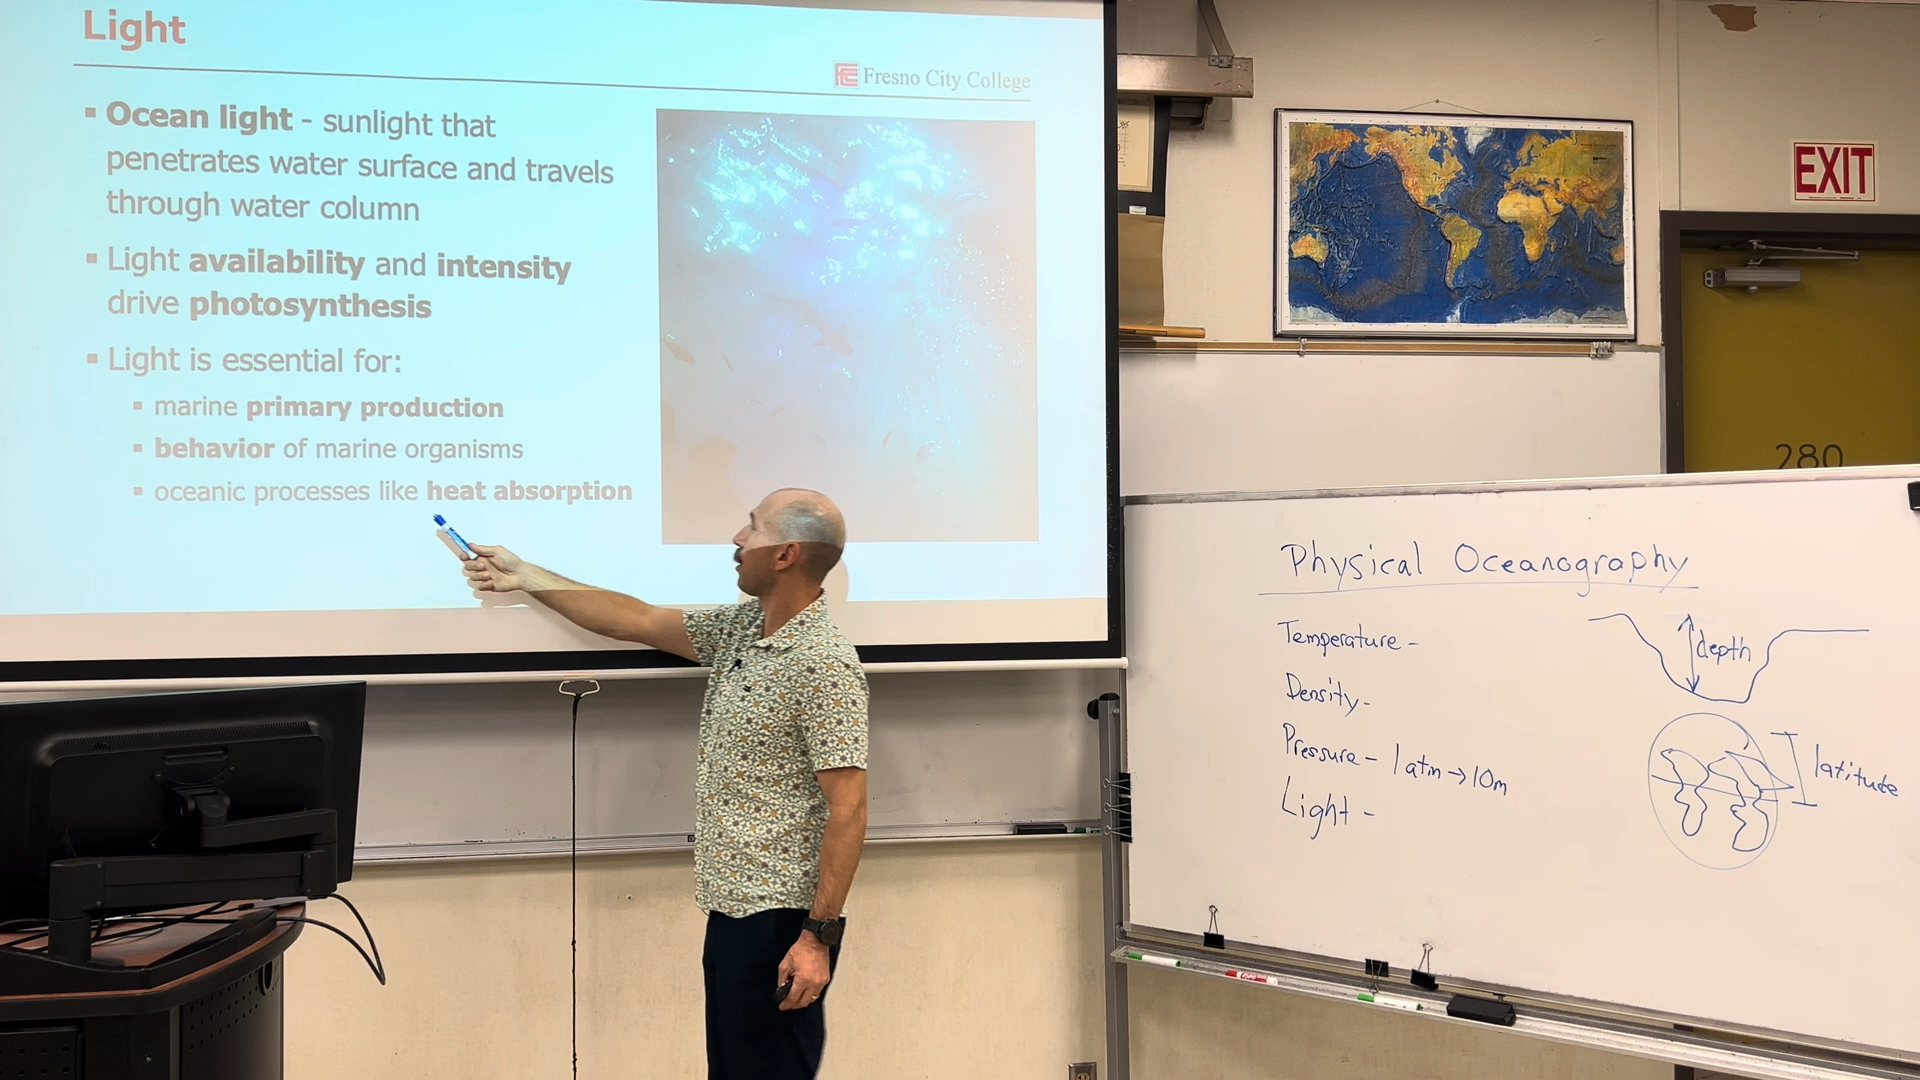 Light
Fresno City College
▪ Ocean light - sunlight that
penetrates water surface and travels
through water column
▪ Light availability and intensity
drive photosynthesis
▪ Light is essential for:
▪ marine primary production
▪ behavior of marine organisms
▪ oceanic processes like heat absorption
EXIT
280
Physical Oceanography
Temperature -
Density -
Pressure - 1 atm → 10m
Light -
depth
latitude